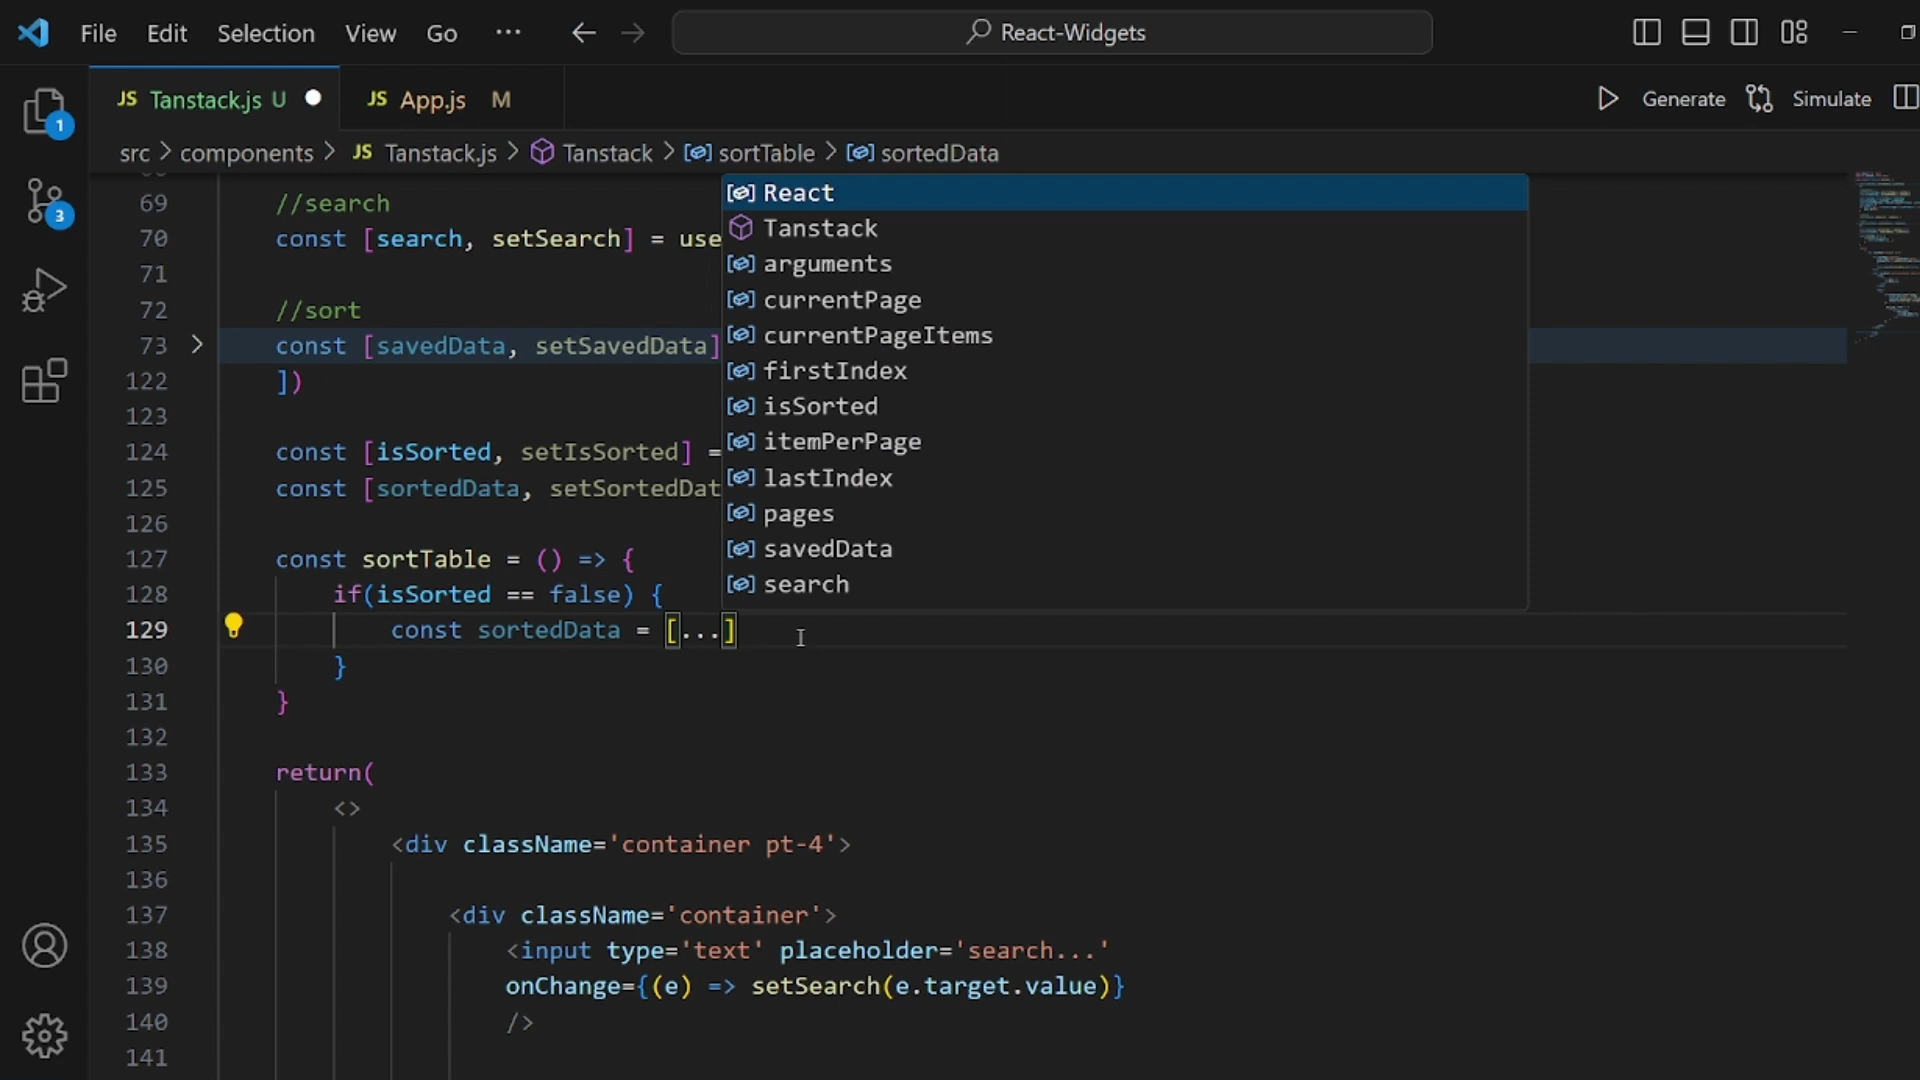 File Edit Selection View Go ... React-Widgets
JS Tanstack.js U JS App.js M Generate Simulate
src > components > JS Tanstack.js > Tanstack > sortTable > sortedData
1
3
69 //search
70 const [search, setSearch] = use
71
72 //sort
73 const [savedData, setSavedData]
122 ])
123
124 const [isSorted, setIsSorted] =
125 const [sortedData, setSortedDat
126
127 const sortTable = () => {
128 if(isSorted == false) {
129 const sortedData = [...]
130 }
131 }
132
133 return(
134 <>
135 <div className='container pt-4'>
136
137 <div className='container'>
138 <input type='text' placeholder='search...'
139 onChange={(e) => setSearch(e.target.value)}
140 />
141
React
Tanstack
arguments
currentPage
currentPageItems
firstIndex
isSorted
itemPerPage
lastIndex
pages
savedData
search